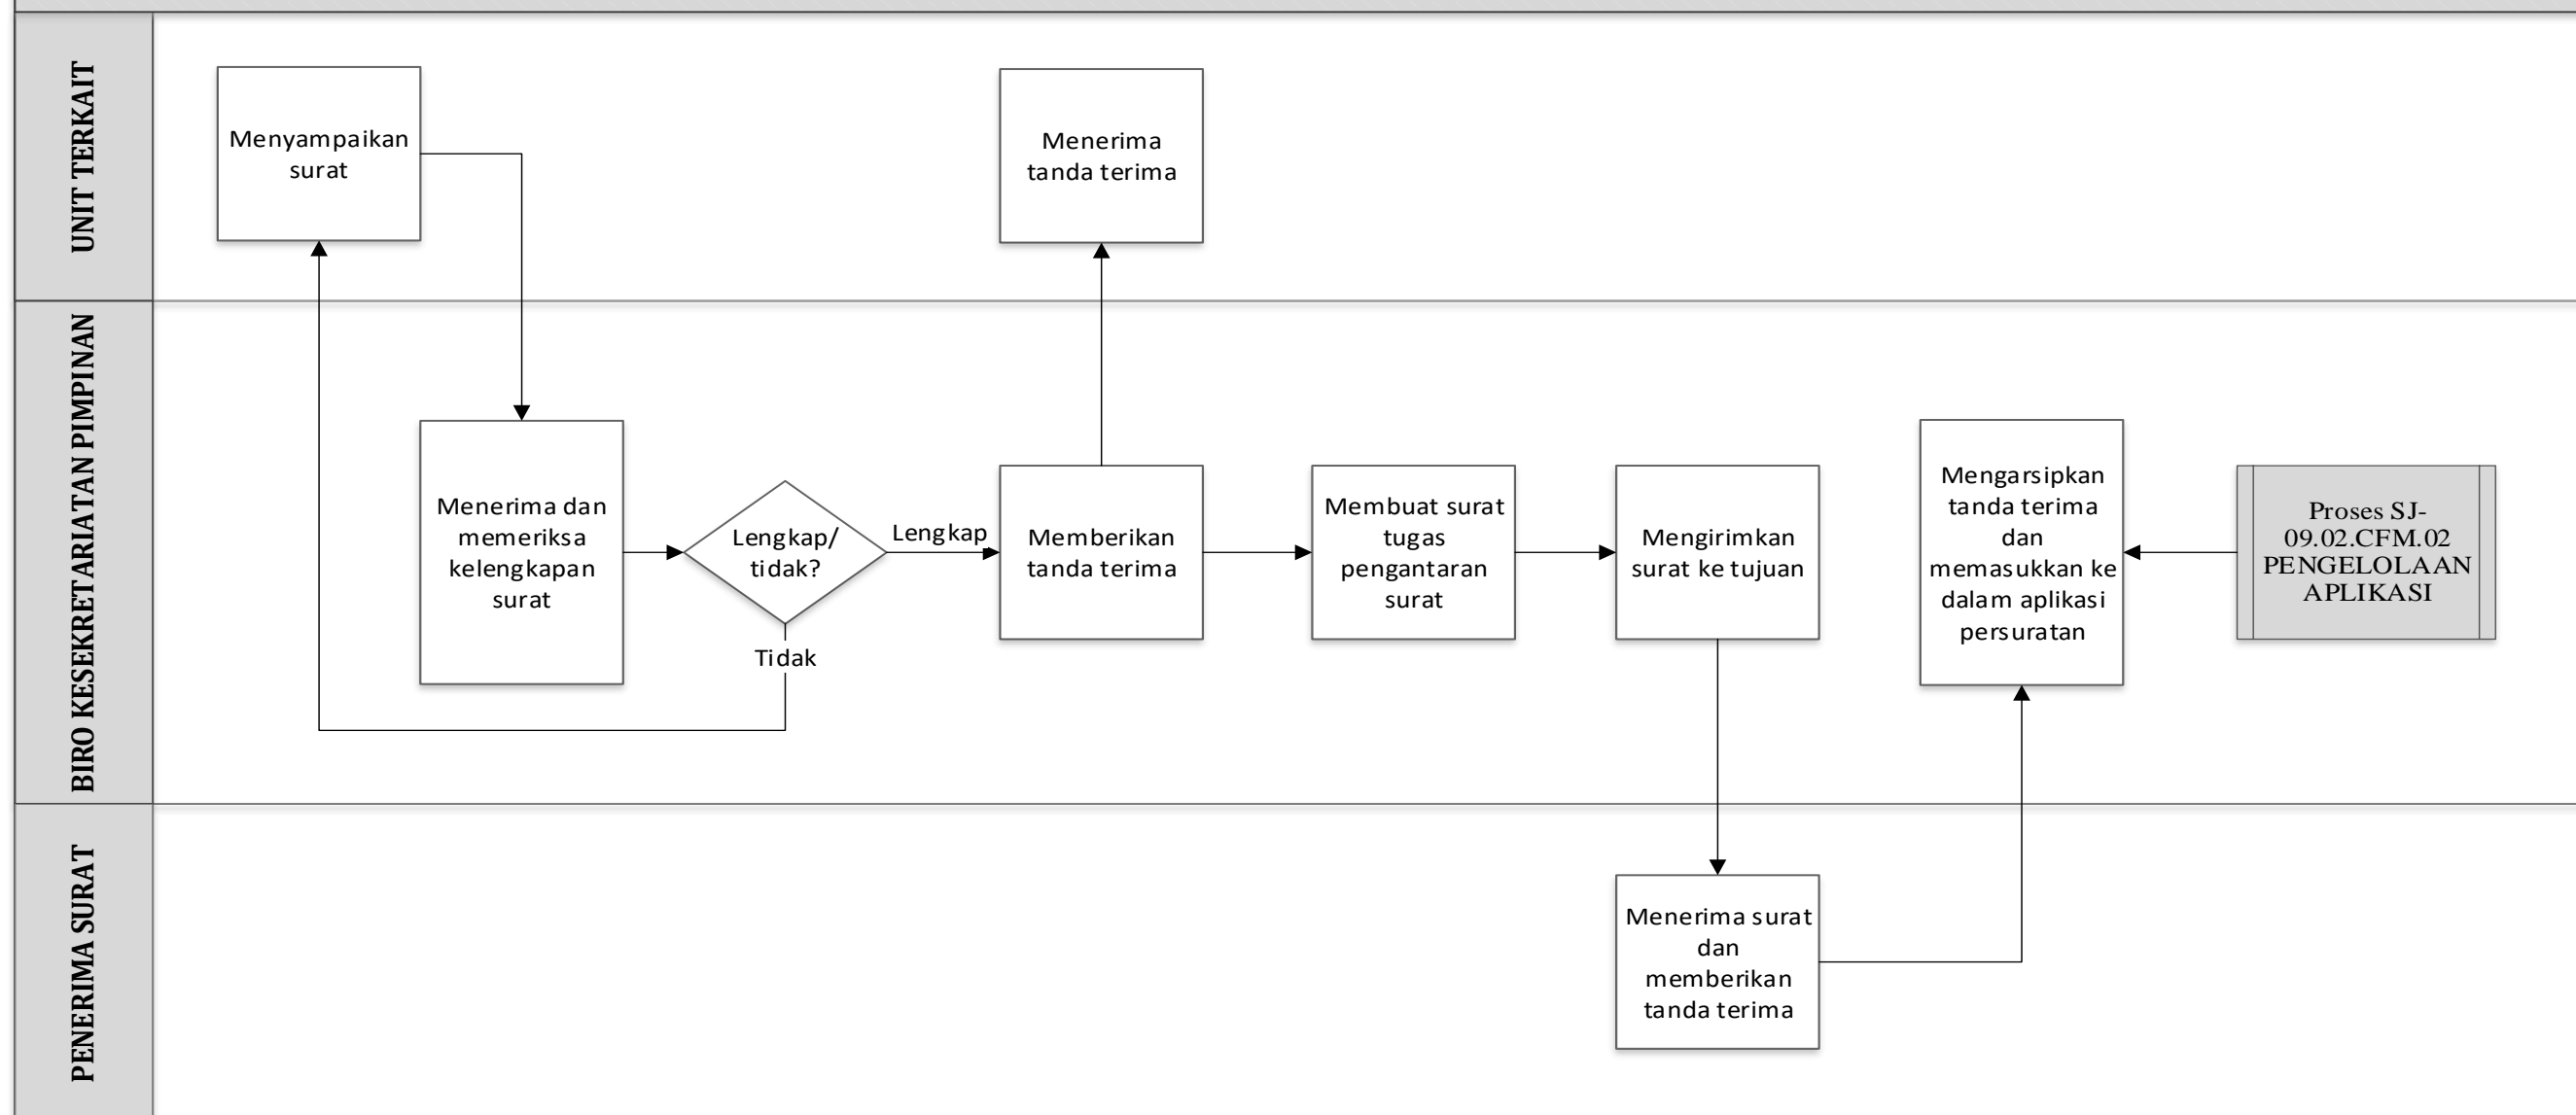 UNIT TERKAIT
Menyampaikan
surat
Menerima
tanda terima
BIRO KESEKRETARIATAN PIMPINAN
Menerima dan
memeriksa
kelengkapan
surat
Lengkap/
tidak?
Lengkap
Tidak
Memberikan
tanda terima
Membuat surat
tugas
pengantaran
surat
Mengirimkan
surat ke tujuan
Mengarsipkan
tanda terima
dan
memasukkan ke
dalam aplikasi
persuratan
Proses SJ-
09.02.CFM.02
PENGELOLAAN
APLIKASI
PENERIMA SURAT
Menerima surat
dan
memberikan
tanda terima